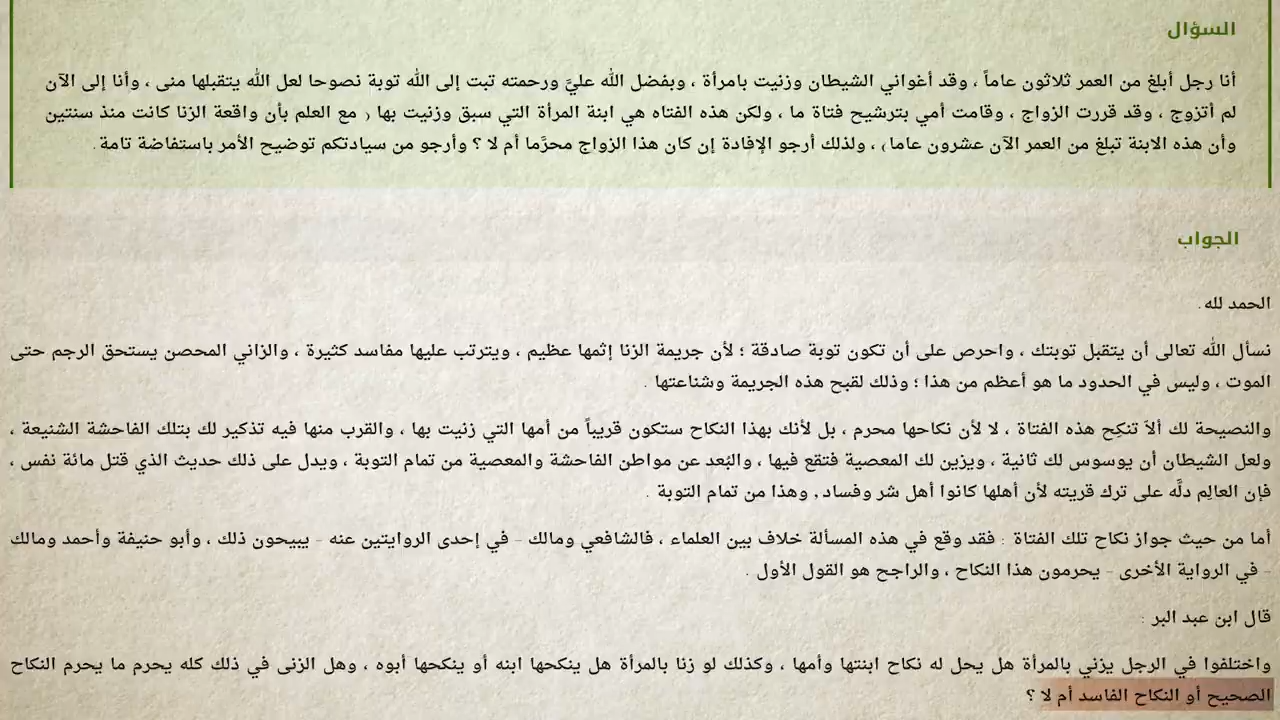 السؤال
أنا رجل أبلغ من العمر ثلاثون عاماً ، وقد أغواني الشيطان وزنيت بامرأة ، وبفضل الله عليَّ ورحمته تبت إلى الله توبة نصوحا لعل الله يتقبلها منى ، وأنا إلى الآن
لم أتزوج ، وقد قررت الزواج ، وقامت أمي بترشيح فتاة ما ، ولكن هذه الفتاه هي ابنة المرأة التي سبق وزنيت بها ( مع العلم بأن واقعة الزنا كانت منذ سنتين
وأن هذه الابنة تبلغ من العمر الآن عشرون عاما ) ، ولذلك أرجو الإفادة إن كان هذا الزواج محرَّما أم لا ؟ وأرجو من سيادتكم توضيح الأمر باستفاضة تامة .
الجواب
الحمد لله .
نسأل الله تعالى أن يتقبل توبتك ، واحرص على أن تكون توبة صادقة ؛ لأن جريمة الزنا إثمها عظيم ، ويترتب عليها مفاسد كثيرة ، والزاني المحصن يستحق الرجم حتى
الموت ، وليس في الحدود ما هو أعظم من هذا ؛ وذلك لقبح هذه الجريمة وشناعتها .
والنصيحة لك ألاّ تنكِح هذه الفتاة ، لا لأن نكاحها محرم ، بل لأنك بهذا النكاح ستكون قريباً من أمها التي زنيت بها ، والقرب منها فيه تذكير لك بتلك الفاحشة الشنيعة ،
ولعل الشيطان أن يوسوس لك ثانية ، ويزين لك المعصية فتقع فيها ، والبُعد عن مواطن الفاحشة والمعصية من تمام التوبة ، ويدل على ذلك حديث الذي قتل مائة نفس ،
فإن العالِم دلَّه على ترك قريته لأن أهلها كانوا أهل شر وفساد , وهذا من تمام التوبة .
أما من حيث جواز نكاح تلك الفتاة : فقد وقع في هذه المسألة خلاف بين العلماء ، فالشافعي ومالك – في إحدى الروايتين عنه – يبيحون ذلك ، وأبو حنيفة وأحمد ومالك
– في الرواية الأخرى – يحرمون هذا النكاح ، والراجح هو القول الأول .
قال ابن عبد البر :
واختلفوا في الرجل يزني بالمرأة هل يحل له نكاح ابنتها وأمها ، وكذلك لو زنا بالمرأة هل ينكحها ابنه أو ينكحها أبوه ، وهل الزنى في ذلك كله يحرم ما يحرم النكاح
الصحيح أو النكاح الفاسد أم لا ؟